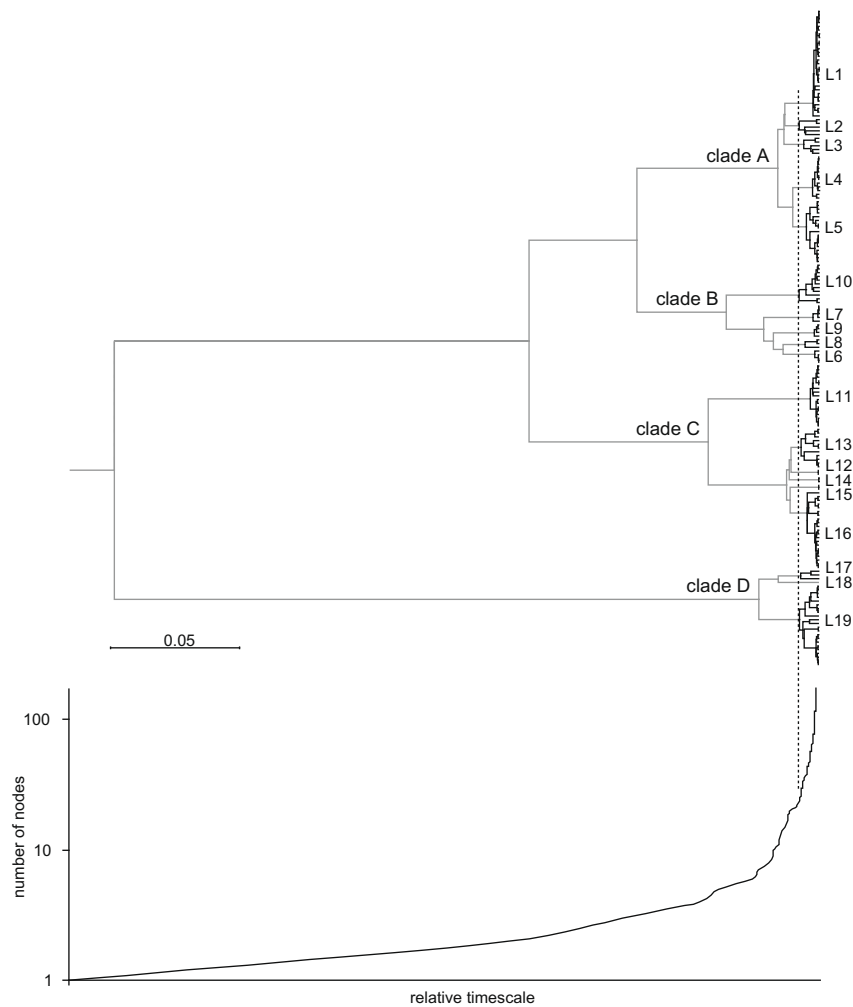 L1
L2
L3
clade A
L4
L5
L10
clade B
L7
L9
L8
L6
L11
clade C
L13
L12
L14
L15
L16
L17
clade D
L18
L19
0.05
100
10
1
number of nodes
relative timescale